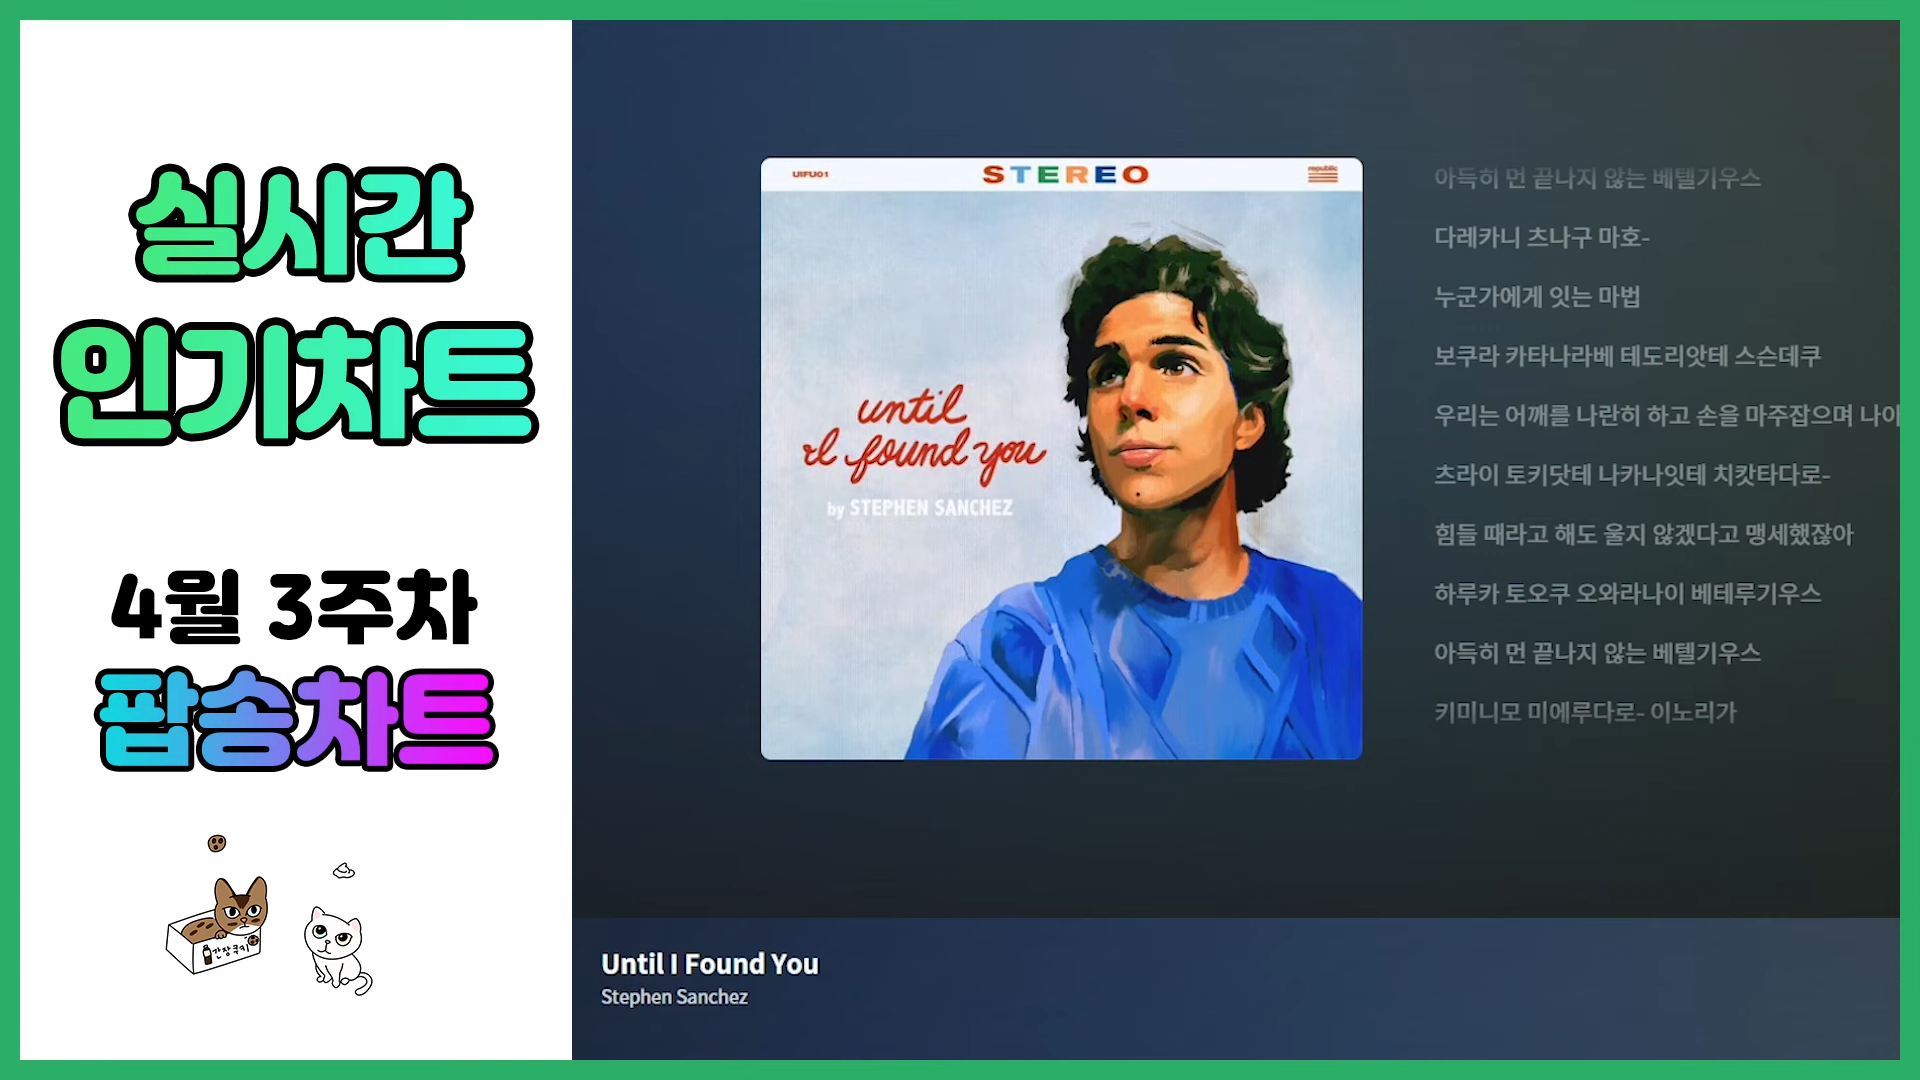 실시간
인기차트
4월 3주차
팝송차트
간장쿡키
UIFU01
STEREO
republic
until
I found you
by STEPHEN SANCHEZ
아득히 먼 끝나지 않는 베텔기우스
다레카니 츠나구 마호-
누군가에게 잇는 마법
보쿠라 카타나라베 테도리앗테 스슨데쿠
우리는 어깨를 나란히 하고 손을 마주잡으며 나아
츠라이 토키닷테 나카나잇테 치캇타다로-
힘들 때라고 해도 울지 않겠다고 맹세했잖아
하루카 토오쿠 오와라나이 베테루기우스
아득히 먼 끝나지 않는 베텔기우스
키미니모 미에루다로- 이노리가
Until I Found You
Stephen Sanchez